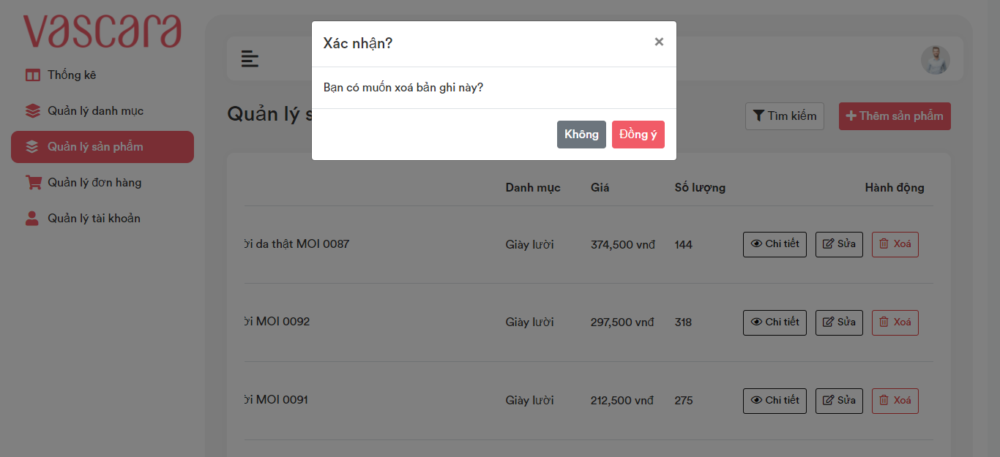 vascara
Thống kê
Quản lý danh mục
Quản lý sản phẩm
Quản lý đơn hàng
Quản lý tài khoản
Xác nhận?
×
Bạn có muốn xoá bản ghi này?
Không Đồng ý
Quản lý
Tìm kiếm
Thêm sản phẩm
Danh mục Giá Số lượng Hành động
ời da thật MOI 0087 Giày lười 374,500 vnđ 144 Chi tiết Sửa Xoá
ời MOI 0092 Giày lười 297,500 vnđ 318 Chi tiết Sửa Xoá
ời MOI 0091 Giày lười 212,500 vnđ 275 Chi tiết Sửa Xoá